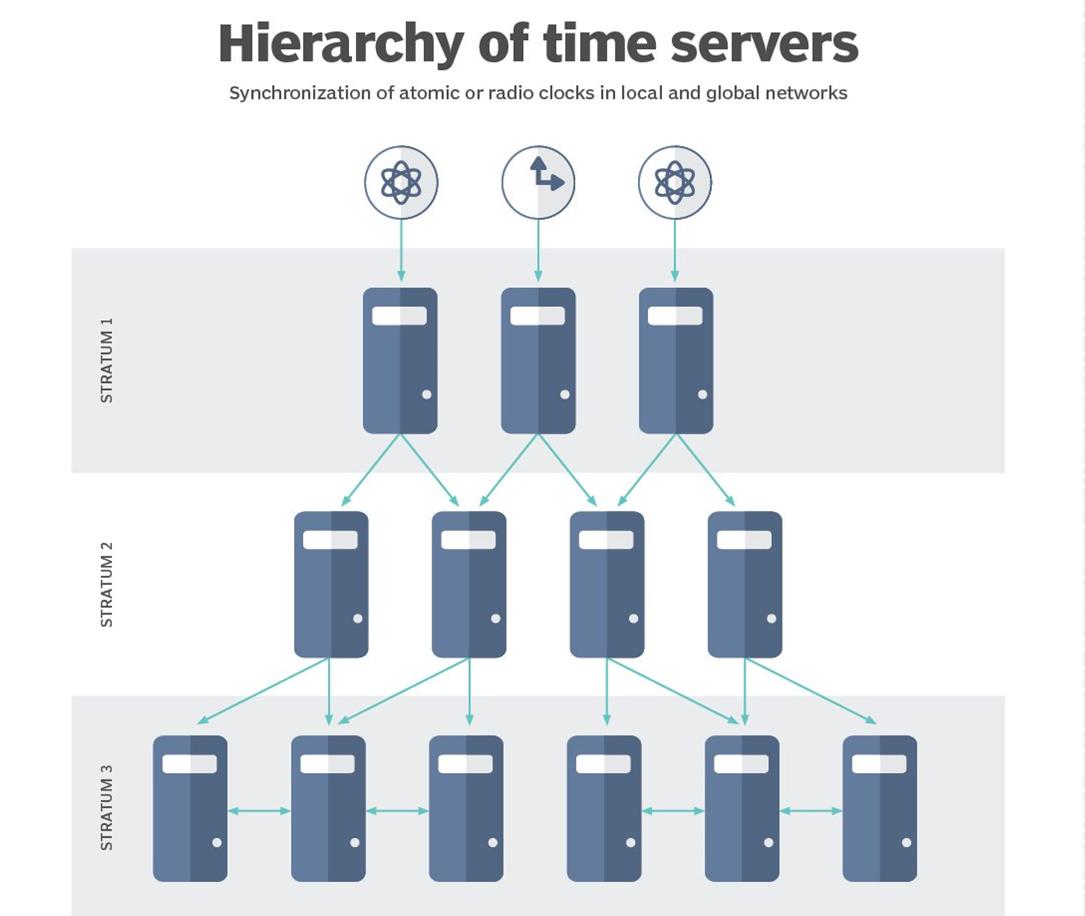 Hierarchy of time servers
Synchronization of atomic or radio clocks in local and global networks
STRATUM 1
STRATUM 2
STRATUM 3